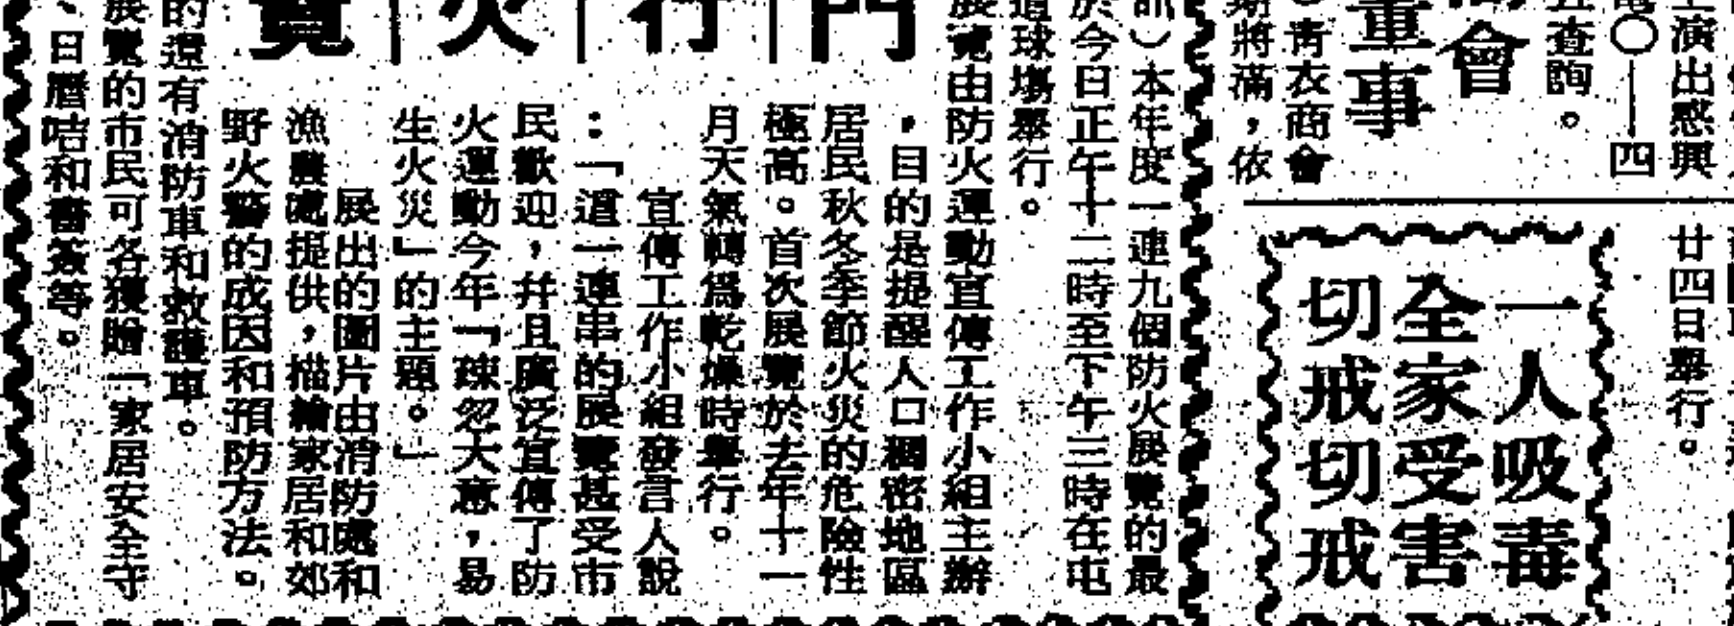 演出惑興
〇—四
查詢。
會
董事
青衣商會
期將滿，依
廿四日舉行。
一人吸毒
全家受害
切戒切戒
門
行
火
覽
訊）本年度一連九個防火展覽的最
於今日正午十二時至下午三時在屯
道球塲舉行。
展覽由防火運動宣傳工作小組主辦
，目的是提醒人口稠密地區
居民秋冬季節火災的危險性
極高。首次展覽於去年十一
月天氣轉爲乾燥時舉行。
宣傳工作小組發言人說
：「這一連串的展覽甚受市
民歡迎，幷且廣泛宣傳了防
火運動今年「疎忽大意，易
生火災」的主題。」
展出的圖片由消防處和
漁農處提供，描繪家居和郊
野火警的成因和預防方法。
的還有消防車和救護車。
展覽的市民可各獲贈「家居安全守
、日曆咭和書簽等。